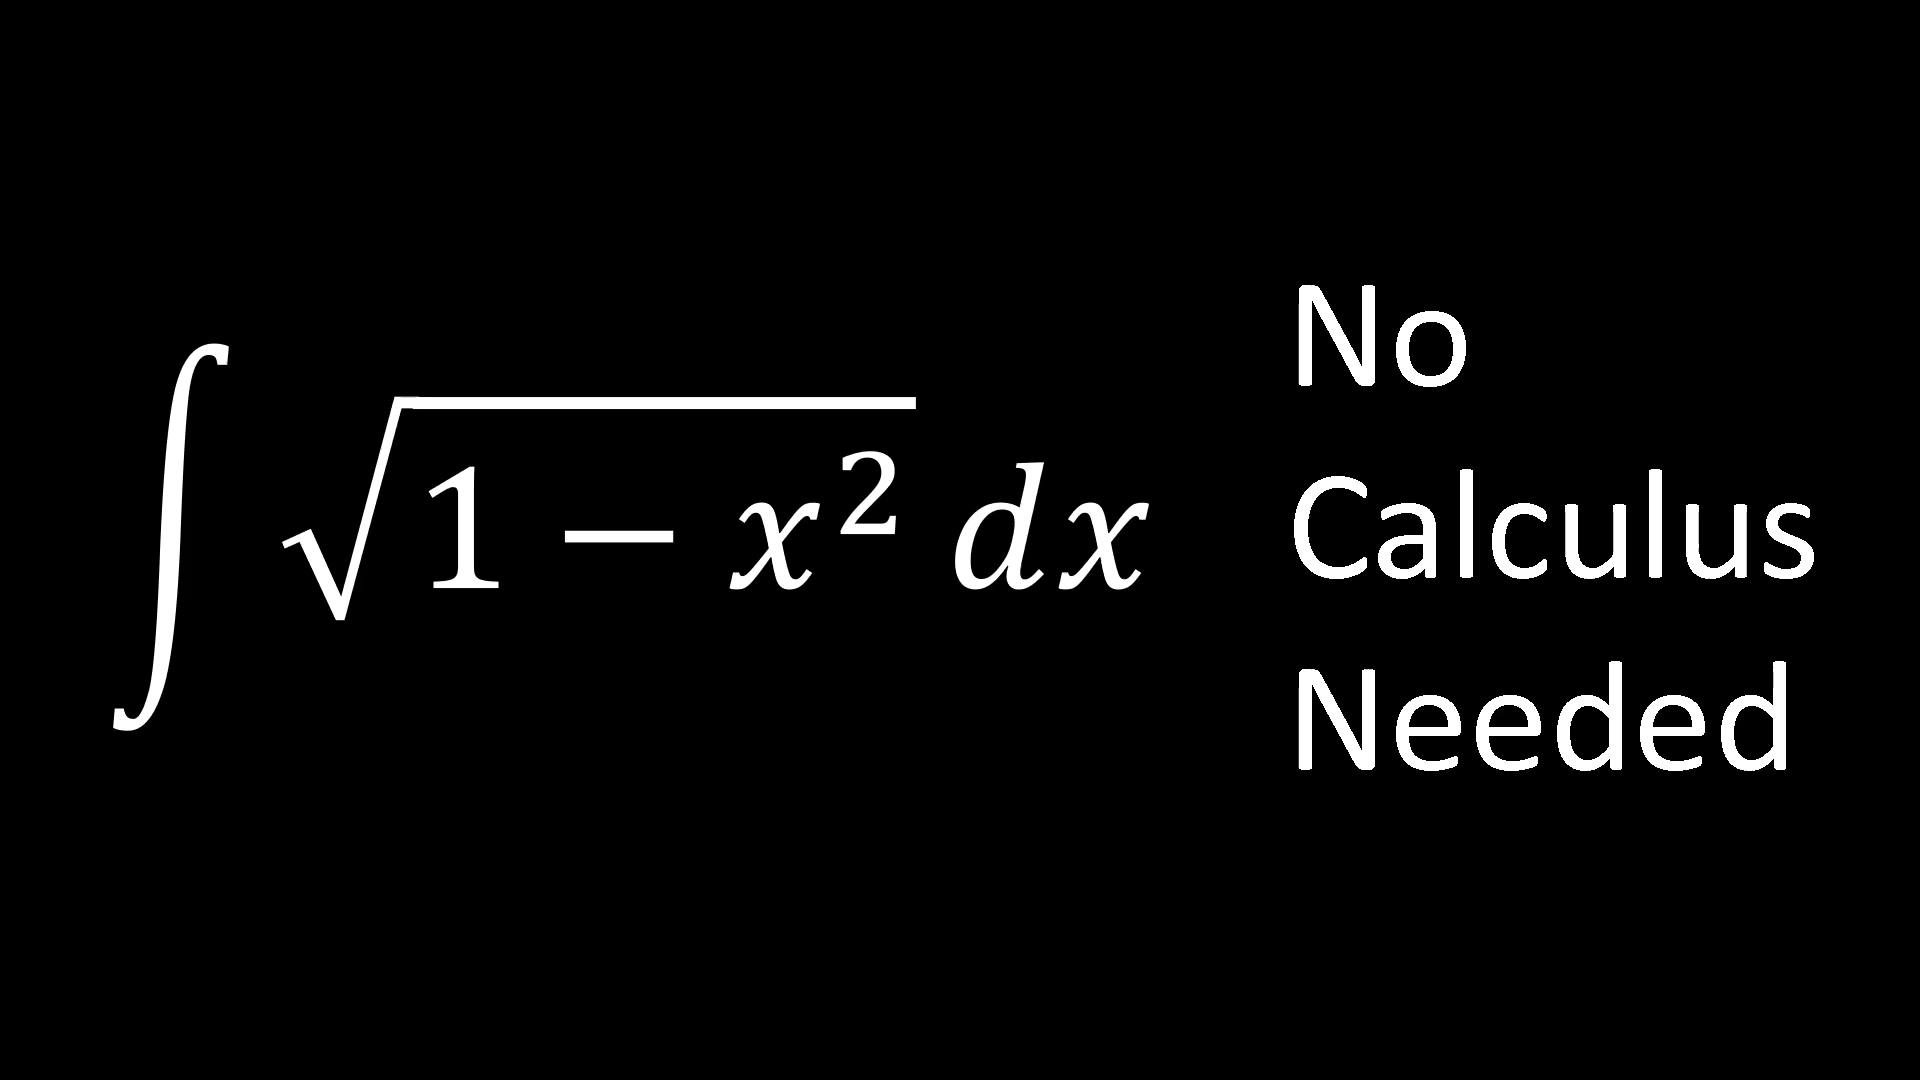 ∫√(1 − x²) dx
No
Calculus
Needed